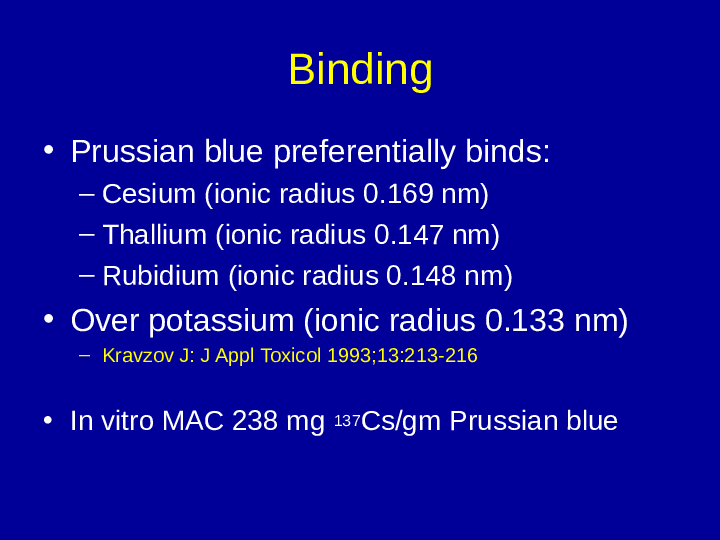 Binding
• Prussian blue preferentially binds:
– Cesium (ionic radius 0.169 nm)
– Thallium (ionic radius 0.147 nm)
– Rubidium (ionic radius 0.148 nm)
• Over potassium (ionic radius 0.133 nm)
– Kravzov J: J Appl Toxicol 1993;13:213-216
• In vitro MAC 238 mg ¹³⁷Cs/gm Prussian blue